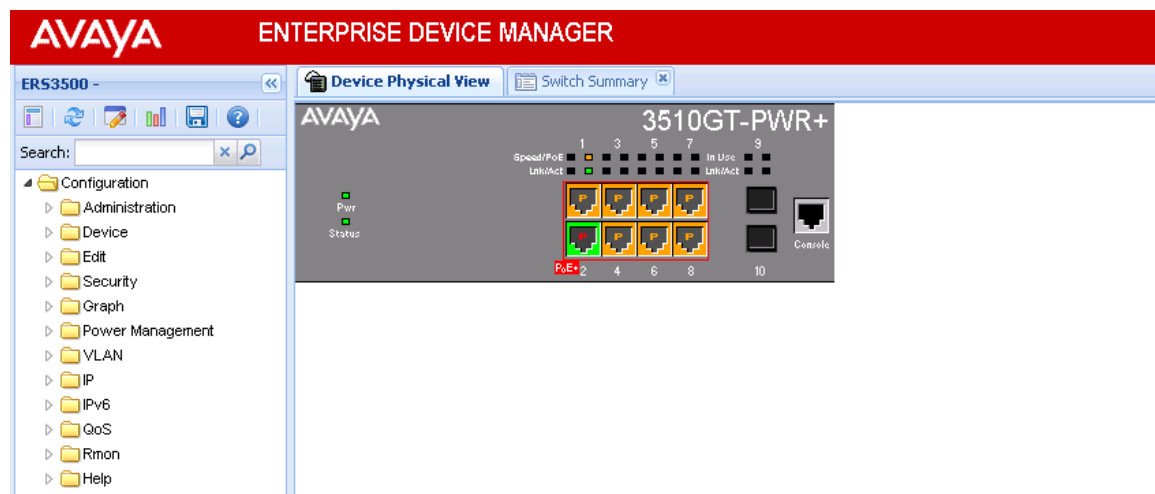 AVAYA ENTERPRISE DEVICE MANAGER
ERS3500 -
Device Physical View
Switch Summary
Search:
Configuration
Administration
Device
Edit
Security
Graph
Power Management
VLAN
IP
IPv6
QoS
Rmon
Help
AVAYA 3510GT-PWR+
1 3 5 7 9
Speed/PoE In Use
Lnk/Act Lnk/Act
Pwr
Status
P P P P
P P P P
Console
PoE+ 2 4 6 8 10